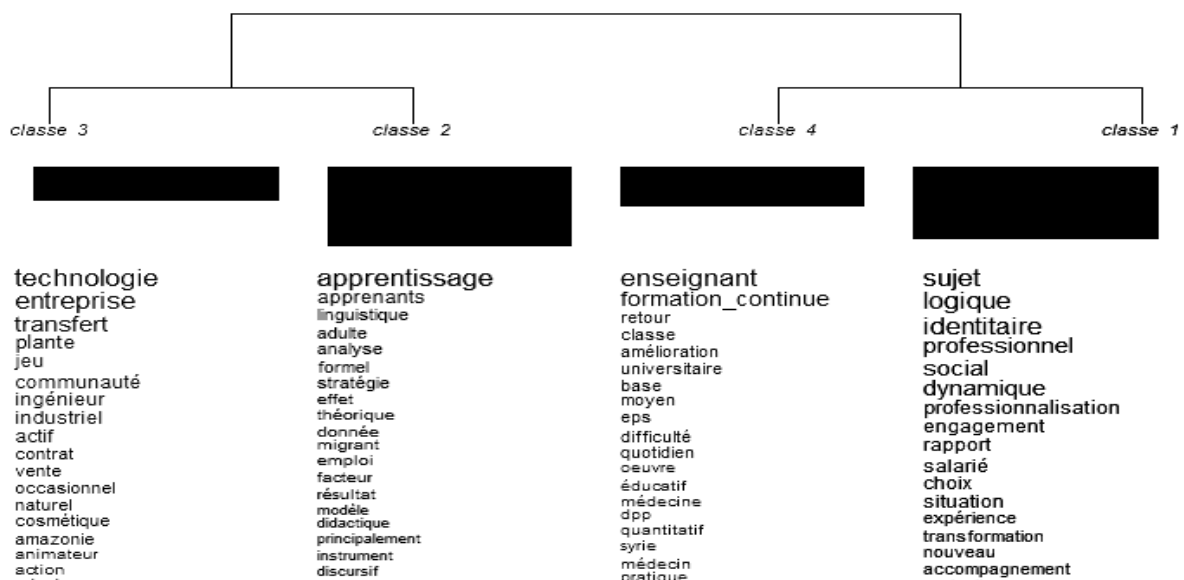 classe 3
classe 2
classe 4
classe 1
technologie
entreprise
transfert
plante
jeu
communauté
ingénieur
industriel
actif
contrat
vente
occasionnel
naturel
cosmétique
amazonie
animateur
action
apprentissage
apprenants
linguistique
adulte
analyse
formel
stratégie
effet
théorique
donnée
migrant
emploi
facteur
résultat
modèle
didactique
principalement
instrument
discursif
enseignant
formation_continue
retour
classe
amélioration
universitaire
base
moyen
eps
difficulté
quotidien
oeuvre
éducatif
médecine
dpp
quantitatif
syrie
médecin
pratique
sujet
logique
identitaire
professionnel
social
dynamique
professionnalisation
engagement
rapport
salarié
choix
situation
expérience
transformation
nouveau
accompagnement